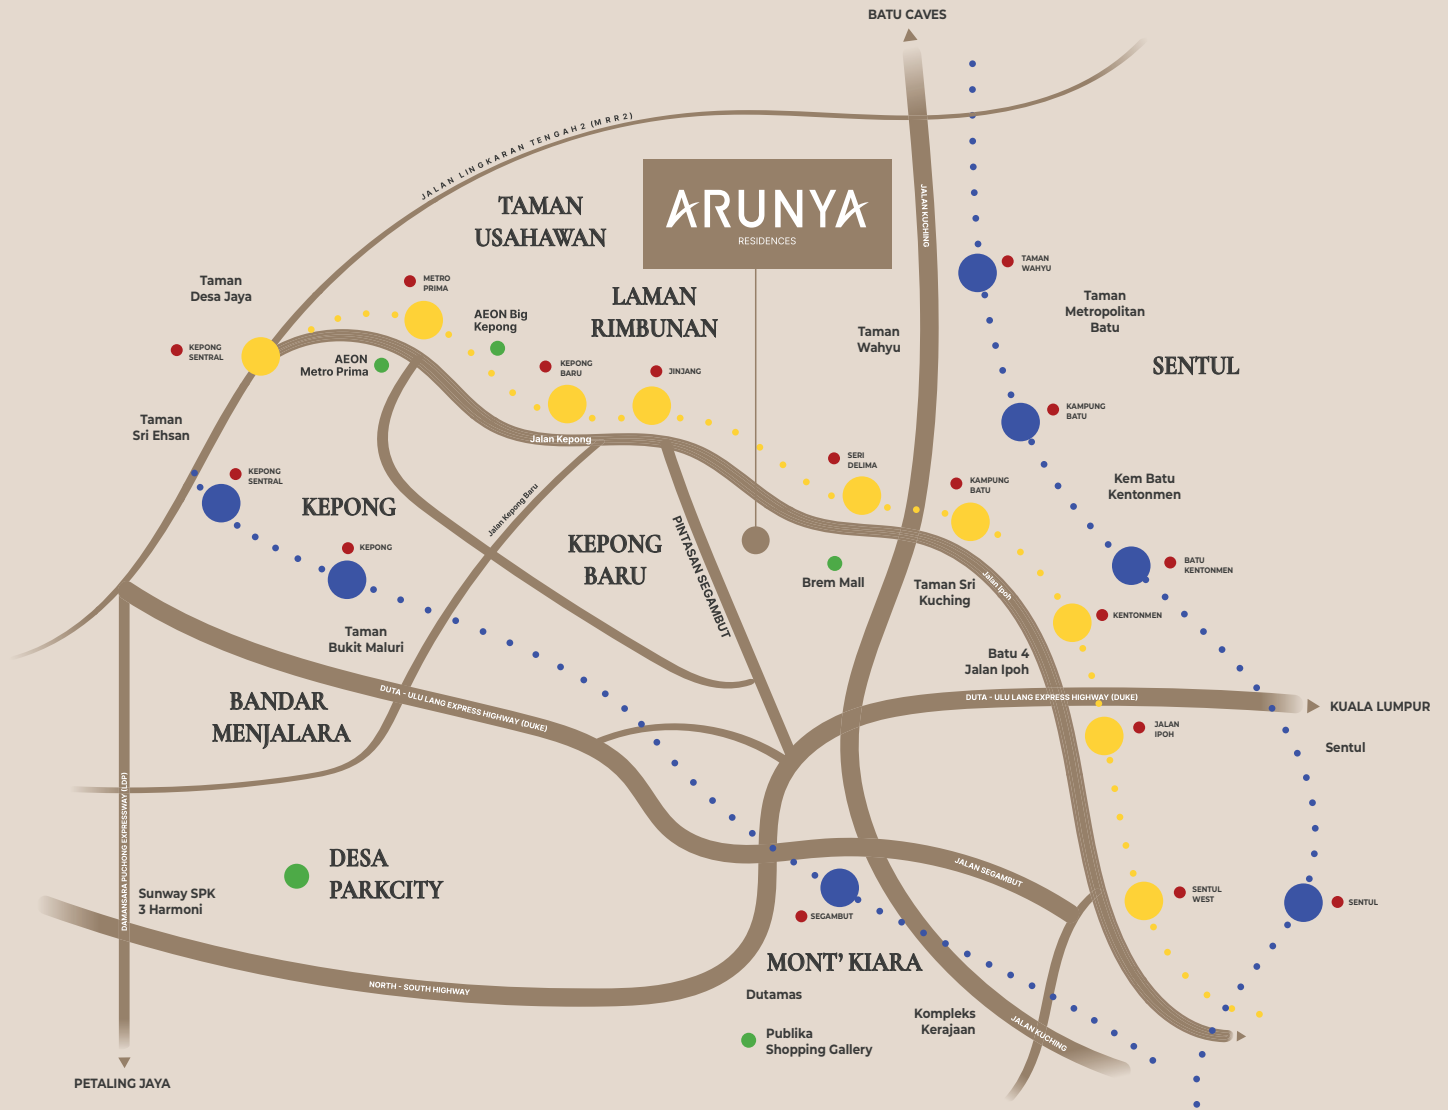 BATU CAVES
JALAN LINGKARAN TENGAH2 (MRR2)
TAMAN
USAHAWAN
ARUNYA
RESIDENCES
JALAN KUCHING
TAMAN
WAHYU
Taman
Desa Jaya
METRO
PRIMA
LAMAN
RIMBUNAN
Taman
Metropolitan
Batu
AEON Big
Kepong
Taman
Wahyu
KEPONG
SENTRAL
AEON
Metro Prima
KEPONG
BARU
JINJANG
SENTUL
KAMPUNG
BATU
Taman
Sri Ehsan
Jalan Kepong
SERI
DELIMA
KEPONG
SENTRAL
KAMPUNG
BATU
Kem Batu
Kentonmen
KEPONG
Jalan Kepong Baru
KEPONG
KEPONG
BARU
PINTASAN SEGAMBUT
Brem Mall
Taman Sri
Kuching
Jalan Ipoh
BATU
KENTONMEN
KENTONMEN
Taman
Bukit Maluri
Batu 4
Jalan Ipoh
BANDAR
MENJALARA
DUTA - ULU LANG EXPRESS HIGHWAY (DUKE)
DUTA - ULU LANG EXPRESS HIGHWAY (DUKE)
KUALA LUMPUR
JALAN
IPOH
Sentul
DAMANSARA PUCHONG EXPRESSWAY (LDP)
DESA
PARKCITY
Sunway SPK
3 Harmoni
JALAN SEGAMBUT
SENTUL
WEST
SENTUL
SEGAMBUT
MONT' KIARA
NORTH - SOUTH HIGHWAY
Dutamas
Kompleks
Kerajaan
JALAN KUCHING
Publika
Shopping Gallery
PETALING JAYA